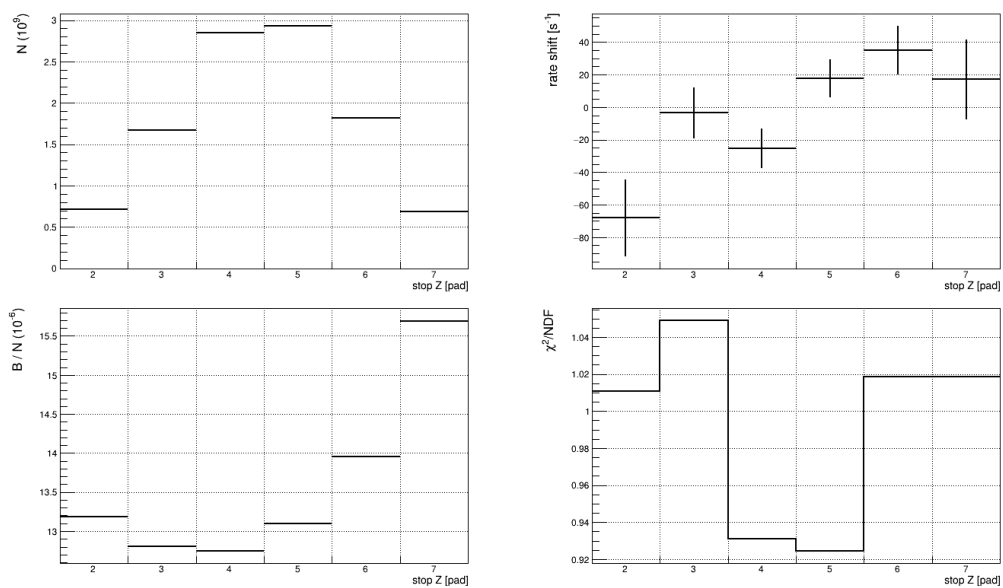 N (10⁹)
3
2.5
2
1.5
1
0.5
0
2 3 4 5 6 7
stop Z [pad]
rate shift [s⁻¹]
40
20
0
−20
−40
−60
−80
2 3 4 5 6 7
stop Z [pad]
B / N (10⁻⁶)
15.5
15
14.5
14
13.5
13
2 3 4 5 6 7
stop Z [pad]
χ²/NDF
1.04
1.02
1
0.98
0.96
0.94
0.92
2 3 4 5 6 7
stop Z [pad]